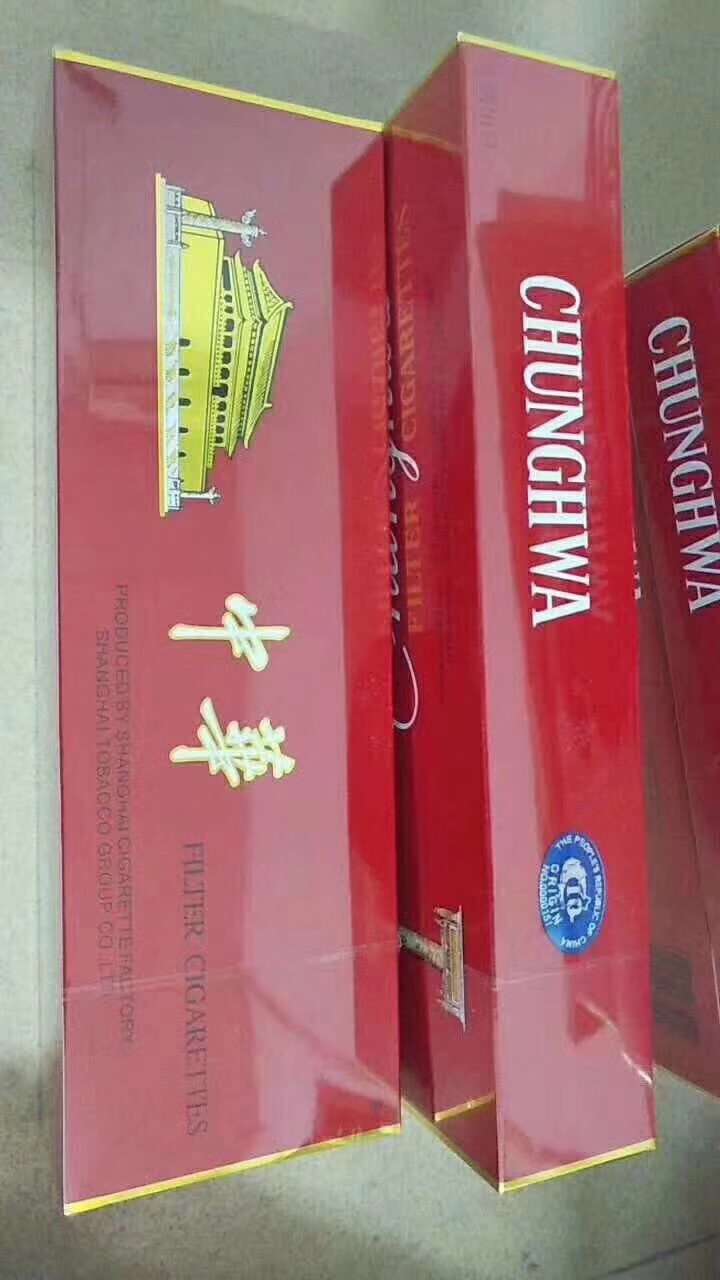 中華
FILTER CIGARETTES
PRODUCED BY SHANGHAI CIGARETTE FACTORY
SHANGHAI TOBACCO GROUP CO.,LTD
FILTER CIGARETTES
CHUNGHWA
THE PEOPLE'S REPUBLIC OF CHINA
ORIGIN
CHUNGHWA